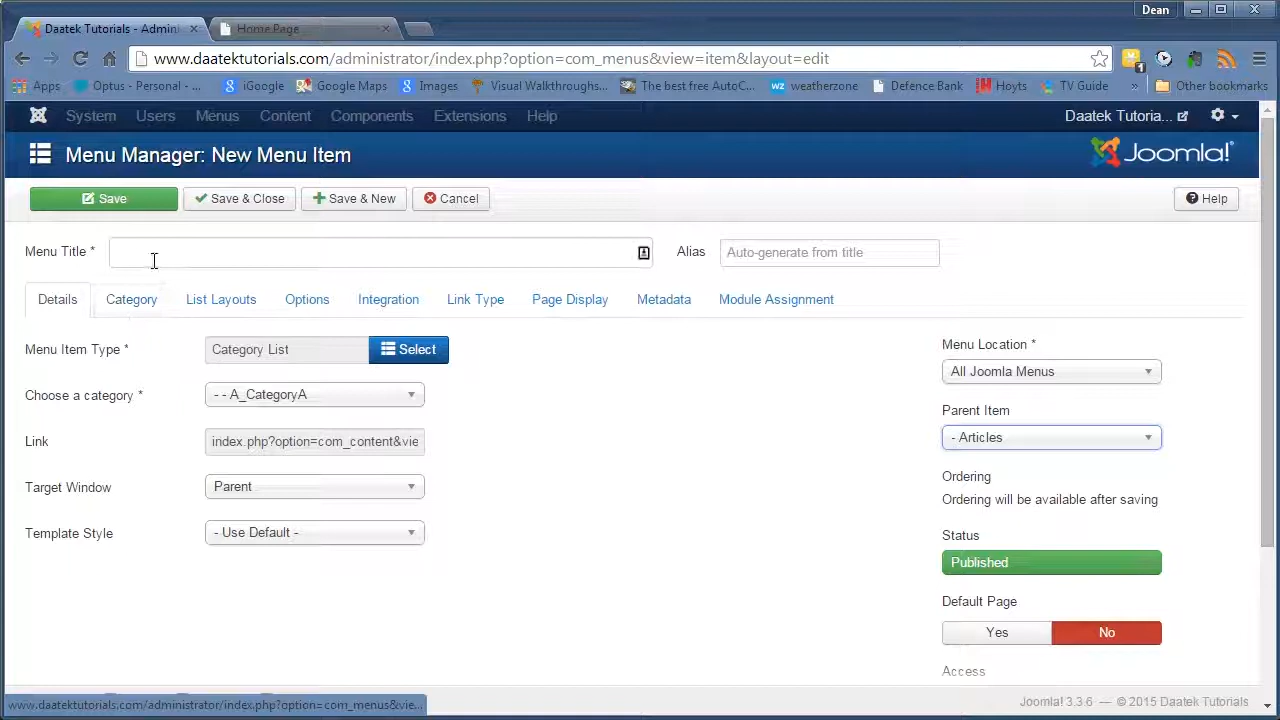 Dean
Daatek Tutorials - Admini
Home Page
www.daatektutorials.com/administrator/index.php?option=com_menus&view=item&layout=edit
1
Apps
Optus - Personal - ...
iGoogle
Google Maps
Images
Visual Walkthroughs...
The best free AutoC...
wz weatherzone
Defence Bank
Hoyts
TV Guide
»
Other bookmarks
System Users Menus Content Components Extensions Help
Daatek Tutoria...
Menu Manager: New Menu Item
Joomla!
Save
Save & Close
Save & New
Cancel
Help
Menu Title *
Alias
Auto-generate from title
Details Category List Layouts Options Integration Link Type Page Display Metadata Module Assignment
Menu Item Type *
Category List
Select
Choose a category *
- - A_CategoryA
Link
index.php?option=com_content&vie
Target Window
Parent
Template Style
- Use Default -
Menu Location *
All Joomla Menus
Parent Item
- Articles
Ordering
Ordering will be available after saving
Status
Published
Default Page
Yes
No
Access
www.daatektutorials.com/administrator/index.php?option=com_menus&vie...
Joomla! 3.3.6 — © 2015 Daatek Tutorials